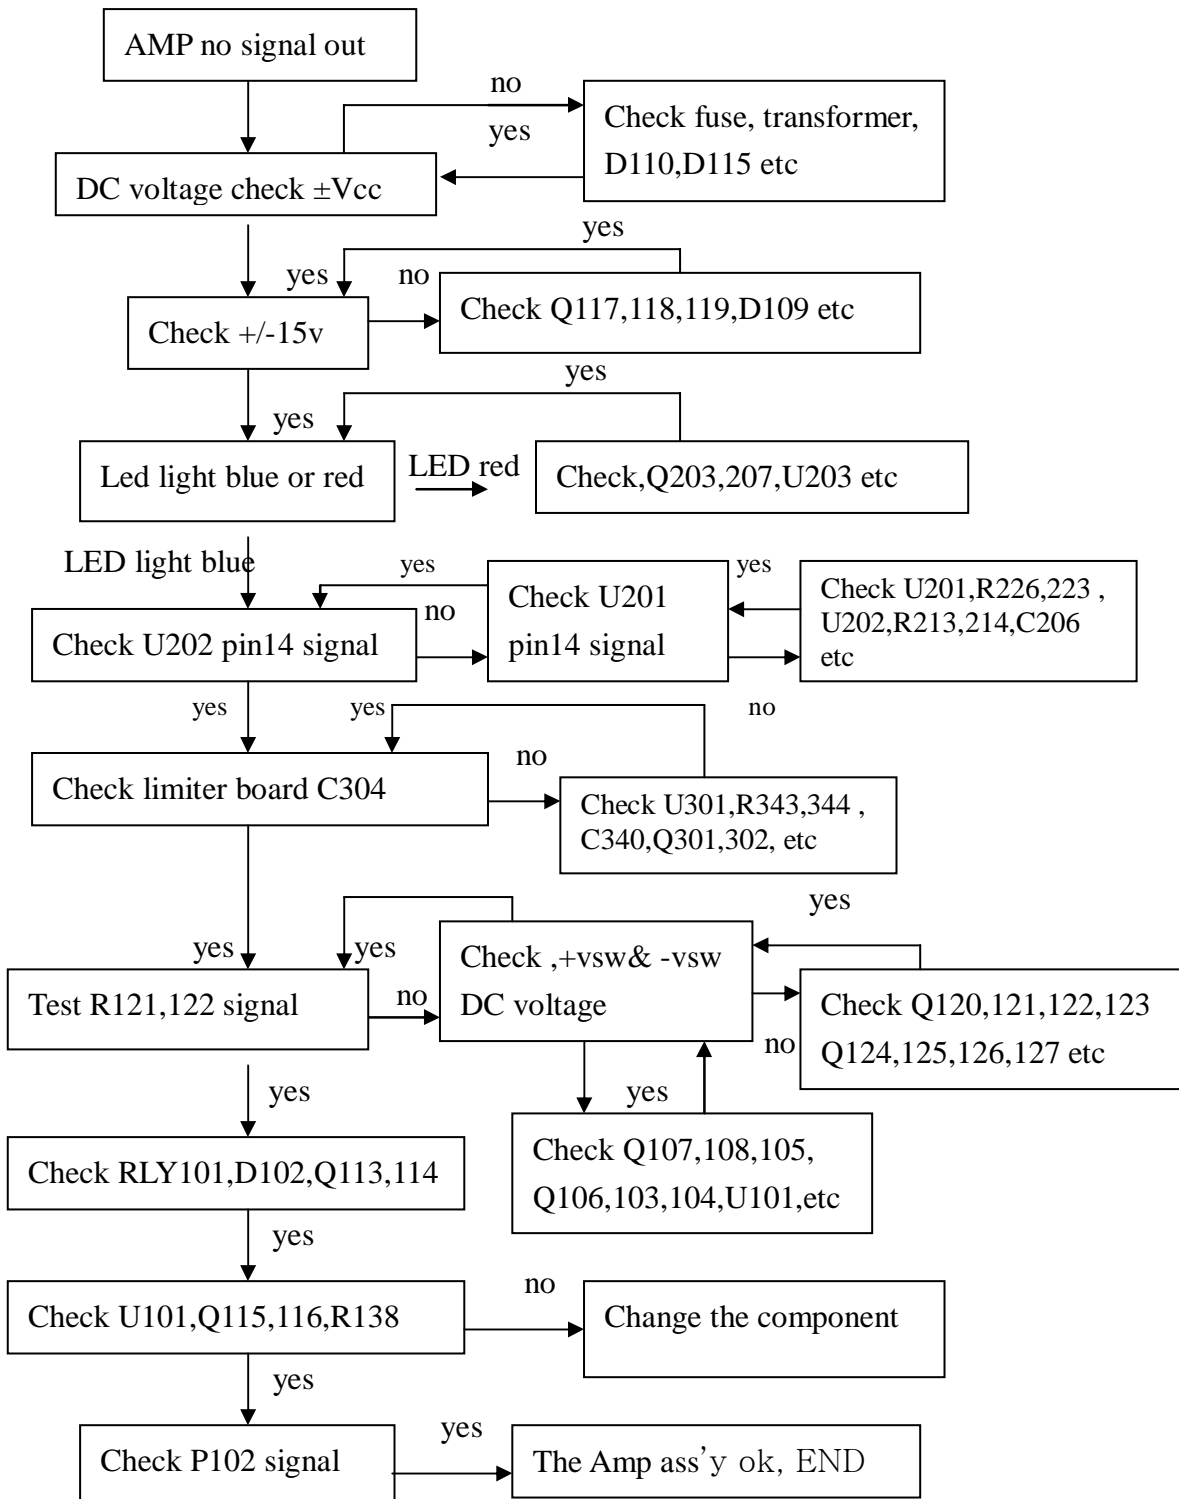 AMP no signal out
no
Check fuse, transformer,
D110,D115 etc
yes
DC voltage check ±Vcc
yes
yes
no
Check Q117,118,119,D109 etc
Check +/-15v
yes
yes
Led light blue or red
LED red
Check,Q203,207,U203 etc
LED light blue
yes
Check U201
pin14 signal
yes
Check U201,R226,223 ,
U202,R213,214,C206
etc
no
Check U202 pin14 signal
yes
yes
no
Check limiter board C304
no
Check U301,R343,344 ,
C340,Q301,302, etc
yes
yes
yes
Check ,+vsw& -vsw
DC voltage
Test R121,122 signal
no
Check Q120,121,122,123
Q124,125,126,127 etc
no
yes
yes
Check Q107,108,105,
Q106,103,104,U101,etc
Check RLY101,D102,Q113,114
yes
no
Check U101,Q115,116,R138
Change the component
yes
yes
Check P102 signal
The Amp ass’y ok, END